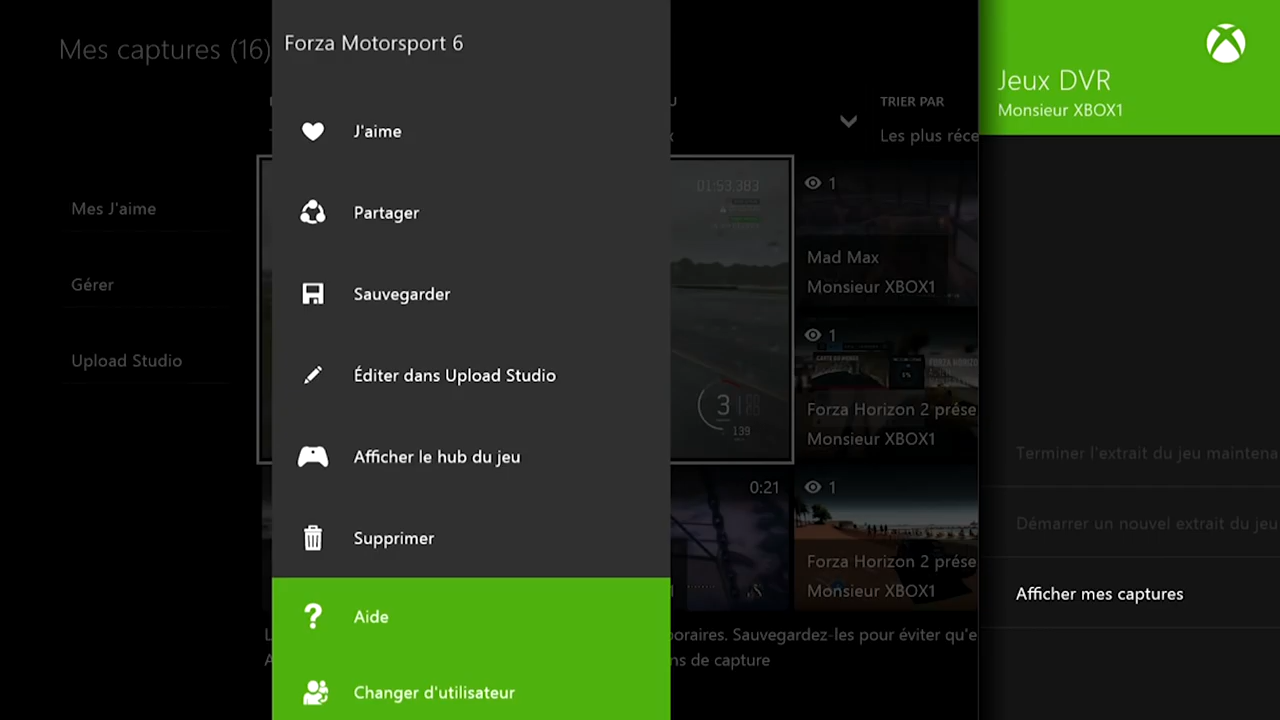 Mes captures (16)
Mes J'aime
Gérer
Upload Studio
Forza Motorsport 6
J'aime
Partager
Sauvegarder
Éditer dans Upload Studio
Afficher le hub du jeu
Supprimer
Aide
Changer d'utilisateur
TRIER PAR
Les plus réce
01:53.383
3
139
0:21
1
Mad Max
Monsieur XBOX1
1
Forza Horizon 2 prése
Monsieur XBOX1
1
Forza Horizon 2 prése
Monsieur XBOX1
oraires. Sauvegardez-les pour éviter qu'e
ns de capture
Jeux DVR
Monsieur XBOX1
Terminer l'extrait du jeu maintena
Démarrer un nouvel extrait du jeu
Afficher mes captures